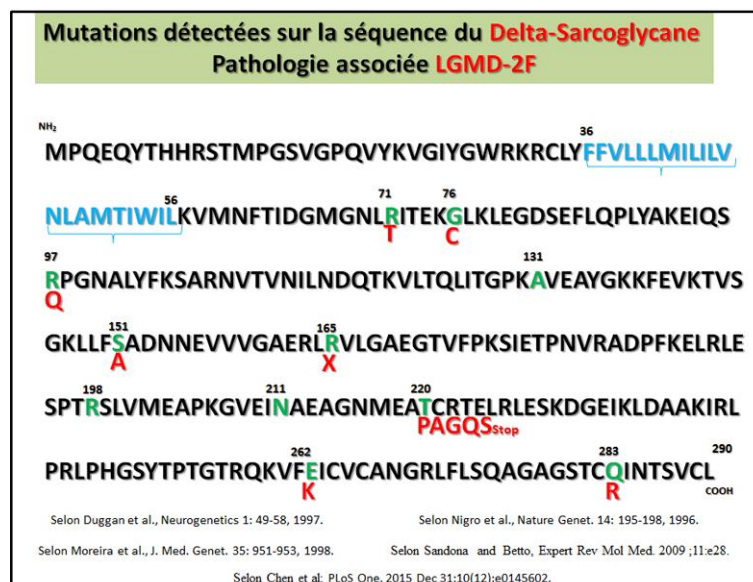 Mutations détectées sur la séquence du Delta-Sarcoglycane
Pathologie associée LGMD-2F
NH₂
36
MPQEQYTHHRSTMPGSVGPQVYKVGIYGWRKRCLYFFVLLLMILILV
56 71 76
NLAMTIWILKVMNFTIDGMGNLRITEKGLKLEGDSEFLQPLYAKEIQS
T C
97 131
RPGNALYFKSARNVTVNILNDQTKVLTQLITGPKAVEAYGKKFEVKTVS
Q
151 165
GKLLFSADNNEVVVGAERLRVLGAEGTVFPKSIETPNVRADPFKELRLE
A X
198 211 220
SPTRSLVMEAPKGVEINAEAGNMEATCRTELRLESKDGEIKLDAAKIRL
PAGQSStop
262 283 290
PRLPHGSYTPTGTRQKVFEICVCANGRLFLSQAGAGSTCQINTSVCL
K R COOH
Selon Duggan et al., Neurogenetics 1: 49-58, 1997. Selon Nigro et al., Nature Genet. 14: 195-198, 1996.
Selon Moreira et al., J. Med. Genet. 35: 951-953, 1998. Selon Sandona and Betto, Expert Rev Mol Med. 2009 ;11:e28.
Selon Chen et al: PLoS One. 2015 Dec 31;10(12):e0145602.